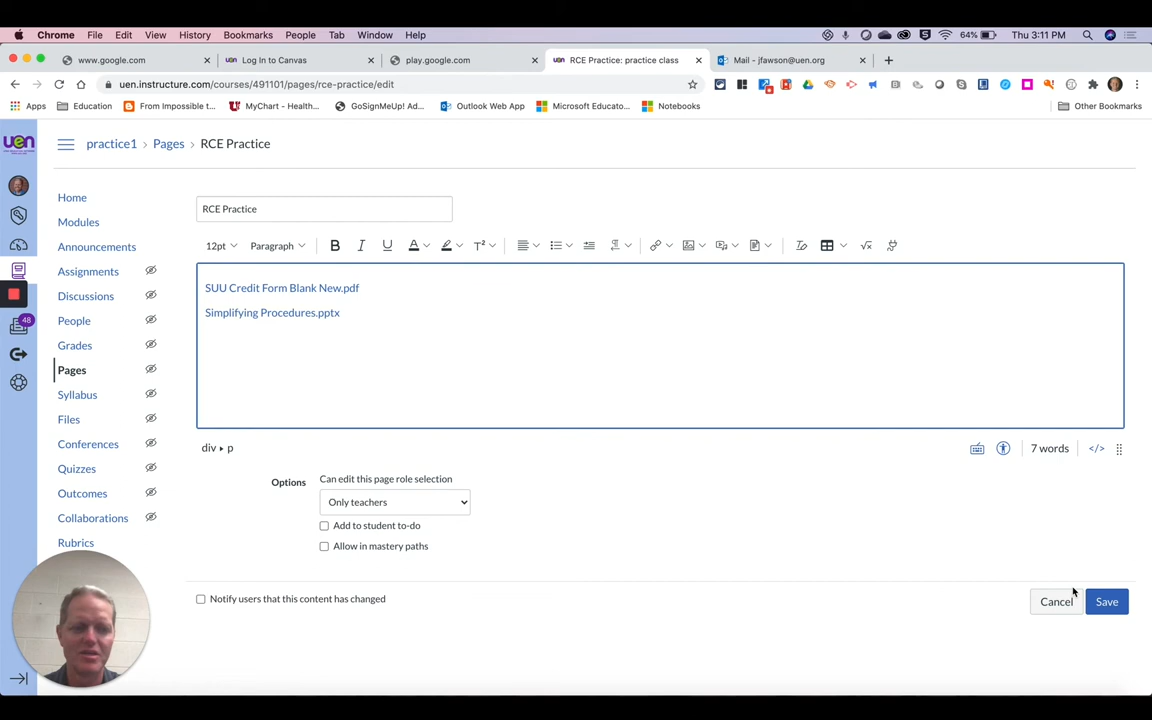 Chrome File Edit View History Bookmarks People Tab Window Help 64% Thu 3:11 PM
www.google.com Log In to Canvas play.google.com RCE Practice: practice class Mail - jfawson@uen.org
uen.instructure.com/courses/491101/pages/rce-practice/edit
Apps Education From Impossible t... MyChart - Health... GoSignMeUp! Ad... Outlook Web App Microsoft Educato... Notebooks Other Bookmarks
uen practice1 › Pages › RCE Practice
Home
RCE Practice
Modules
Announcements
12pt Paragraph B I U A T²
Assignments
SUU Credit Form Blank New.pdf
Discussions
Simplifying Procedures.pptx
48
People
Grades
Pages
Syllabus
Files
Conferences
div ▸ p 7 words </>
Quizzes
Options
Can edit this page role selection
Outcomes
Only teachers
Collaborations
Add to student to-do
Rubrics
Allow in mastery paths
Notify users that this content has changed
Cancel Save